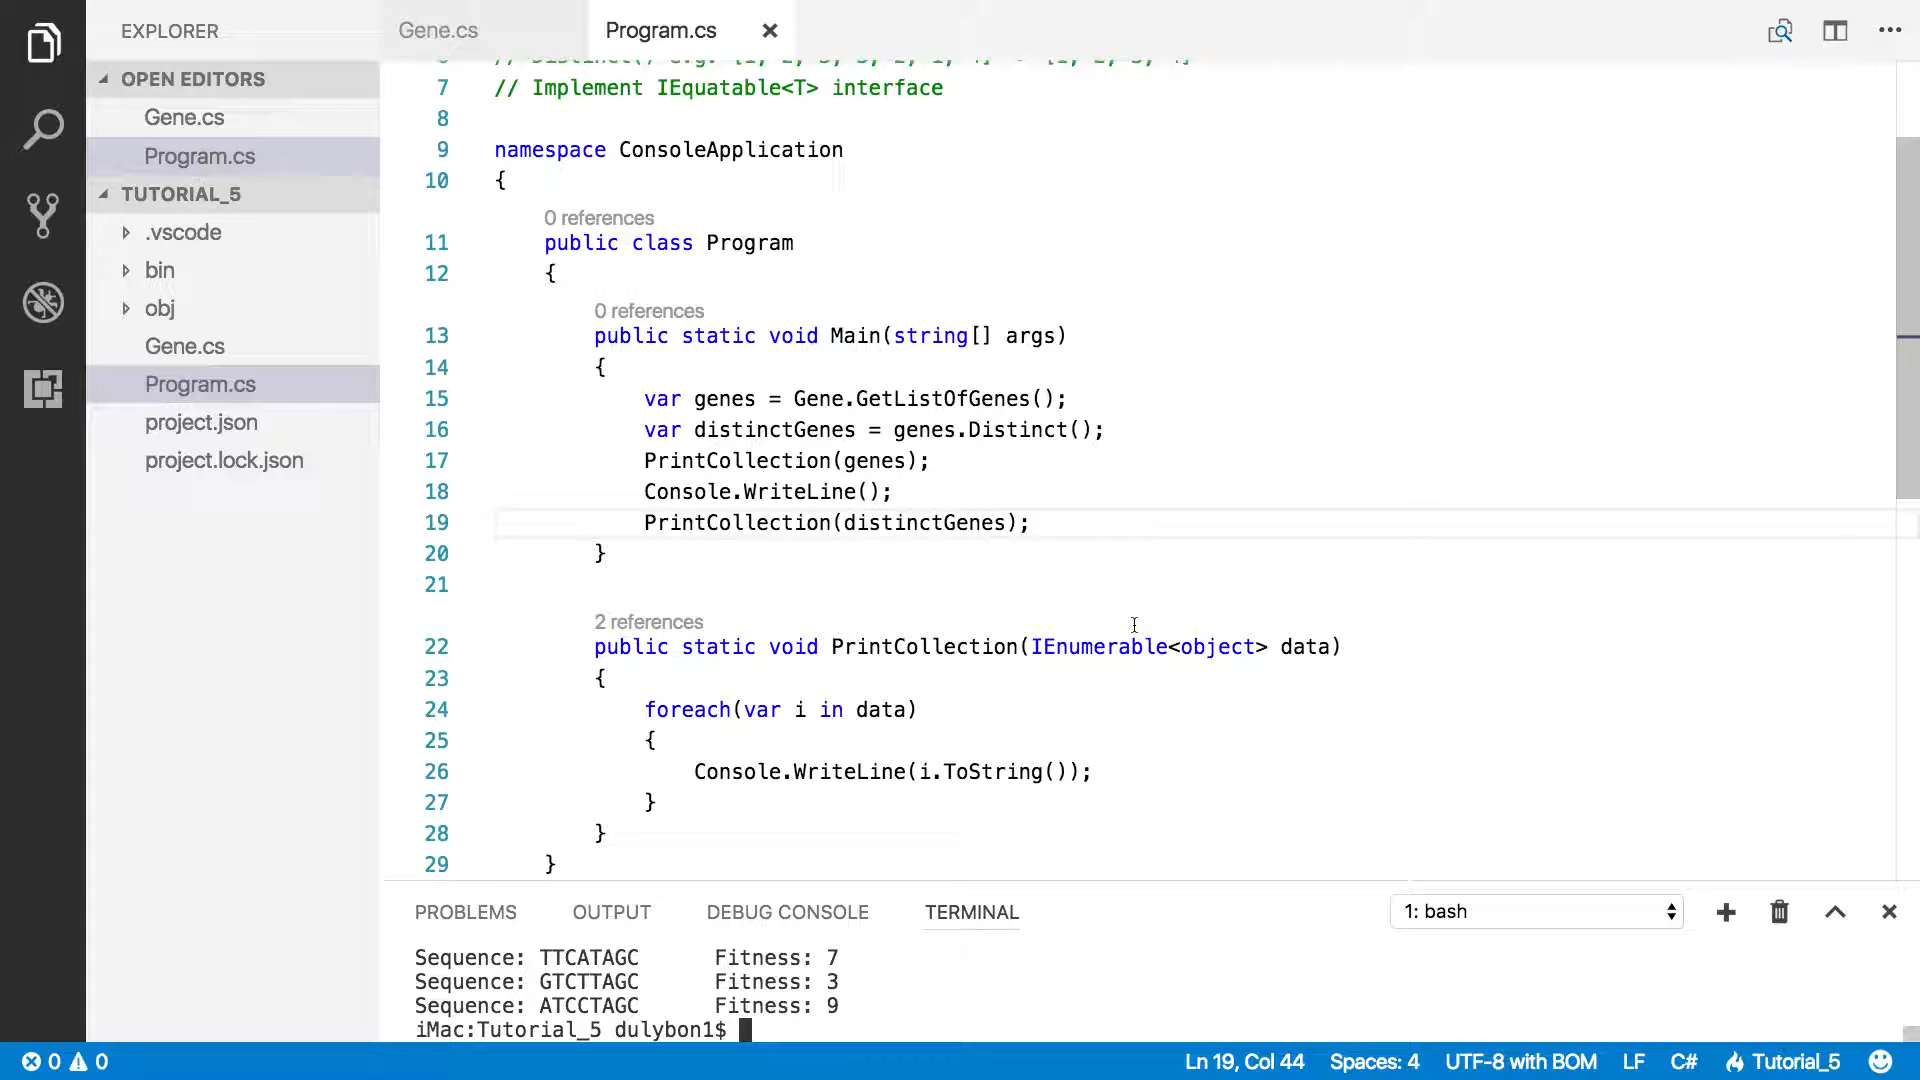 EXPLORER
Gene.cs
Program.cs
OPEN EDITORS
Gene.cs
Program.cs
TUTORIAL_5
.vscode
bin
obj
Gene.cs
Program.cs
project.json
project.lock.json
7 // Implement IEquatable<T> interface
8
9 namespace ConsoleApplication
10 {
0 references
11 public class Program
12 {
0 references
13 public static void Main(string[] args)
14 {
15 var genes = Gene.GetListOfGenes();
16 var distinctGenes = genes.Distinct();
17 PrintCollection(genes);
18 Console.WriteLine();
19 PrintCollection(distinctGenes);
20 }
21
2 references
22 public static void PrintCollection(IEnumerable<object> data)
23 {
24 foreach(var i in data)
25 {
26 Console.WriteLine(i.ToString());
27 }
28 }
29 }
PROBLEMS OUTPUT DEBUG CONSOLE TERMINAL 1: bash
Sequence: TTCATAGC Fitness: 7
Sequence: GTCTTAGC Fitness: 3
Sequence: ATCCTAGC Fitness: 9
iMac:Tutorial_5 dulybon1$
0 0 Ln 19, Col 44 Spaces: 4 UTF-8 with BOM LF C# Tutorial_5